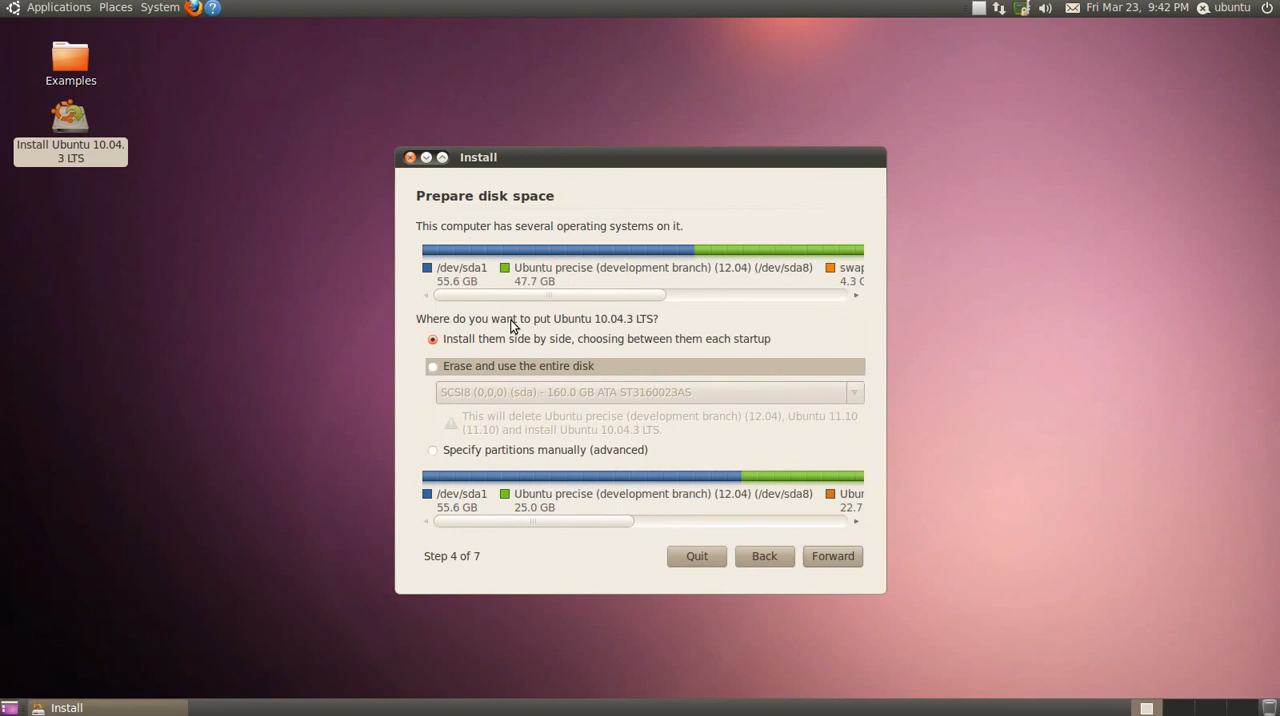 Applications Places System
Fri Mar 23, 9:42 PM ubuntu
Examples
Install Ubuntu 10.04.
3 LTS
Install
Prepare disk space
This computer has several operating systems on it.
/dev/sda1 Ubuntu precise (development branch) (12.04) (/dev/sda8) swap
55.6 GB 47.7 GB 4.3 G
Where do you want to put Ubuntu 10.04.3 LTS?
Install them side by side, choosing between them each startup
Erase and use the entire disk
SCSI8 (0,0,0) (sda) - 160.0 GB ATA ST3160023AS
This will delete Ubuntu precise (development branch) (12.04), Ubuntu 11.10
(11.10) and install Ubuntu 10.04.3 LTS.
Specify partitions manually (advanced)
/dev/sda1 Ubuntu precise (development branch) (12.04) (/dev/sda8) Ubu
55.6 GB 25.0 GB 22.7
Step 4 of 7 Quit Back Forward
Install